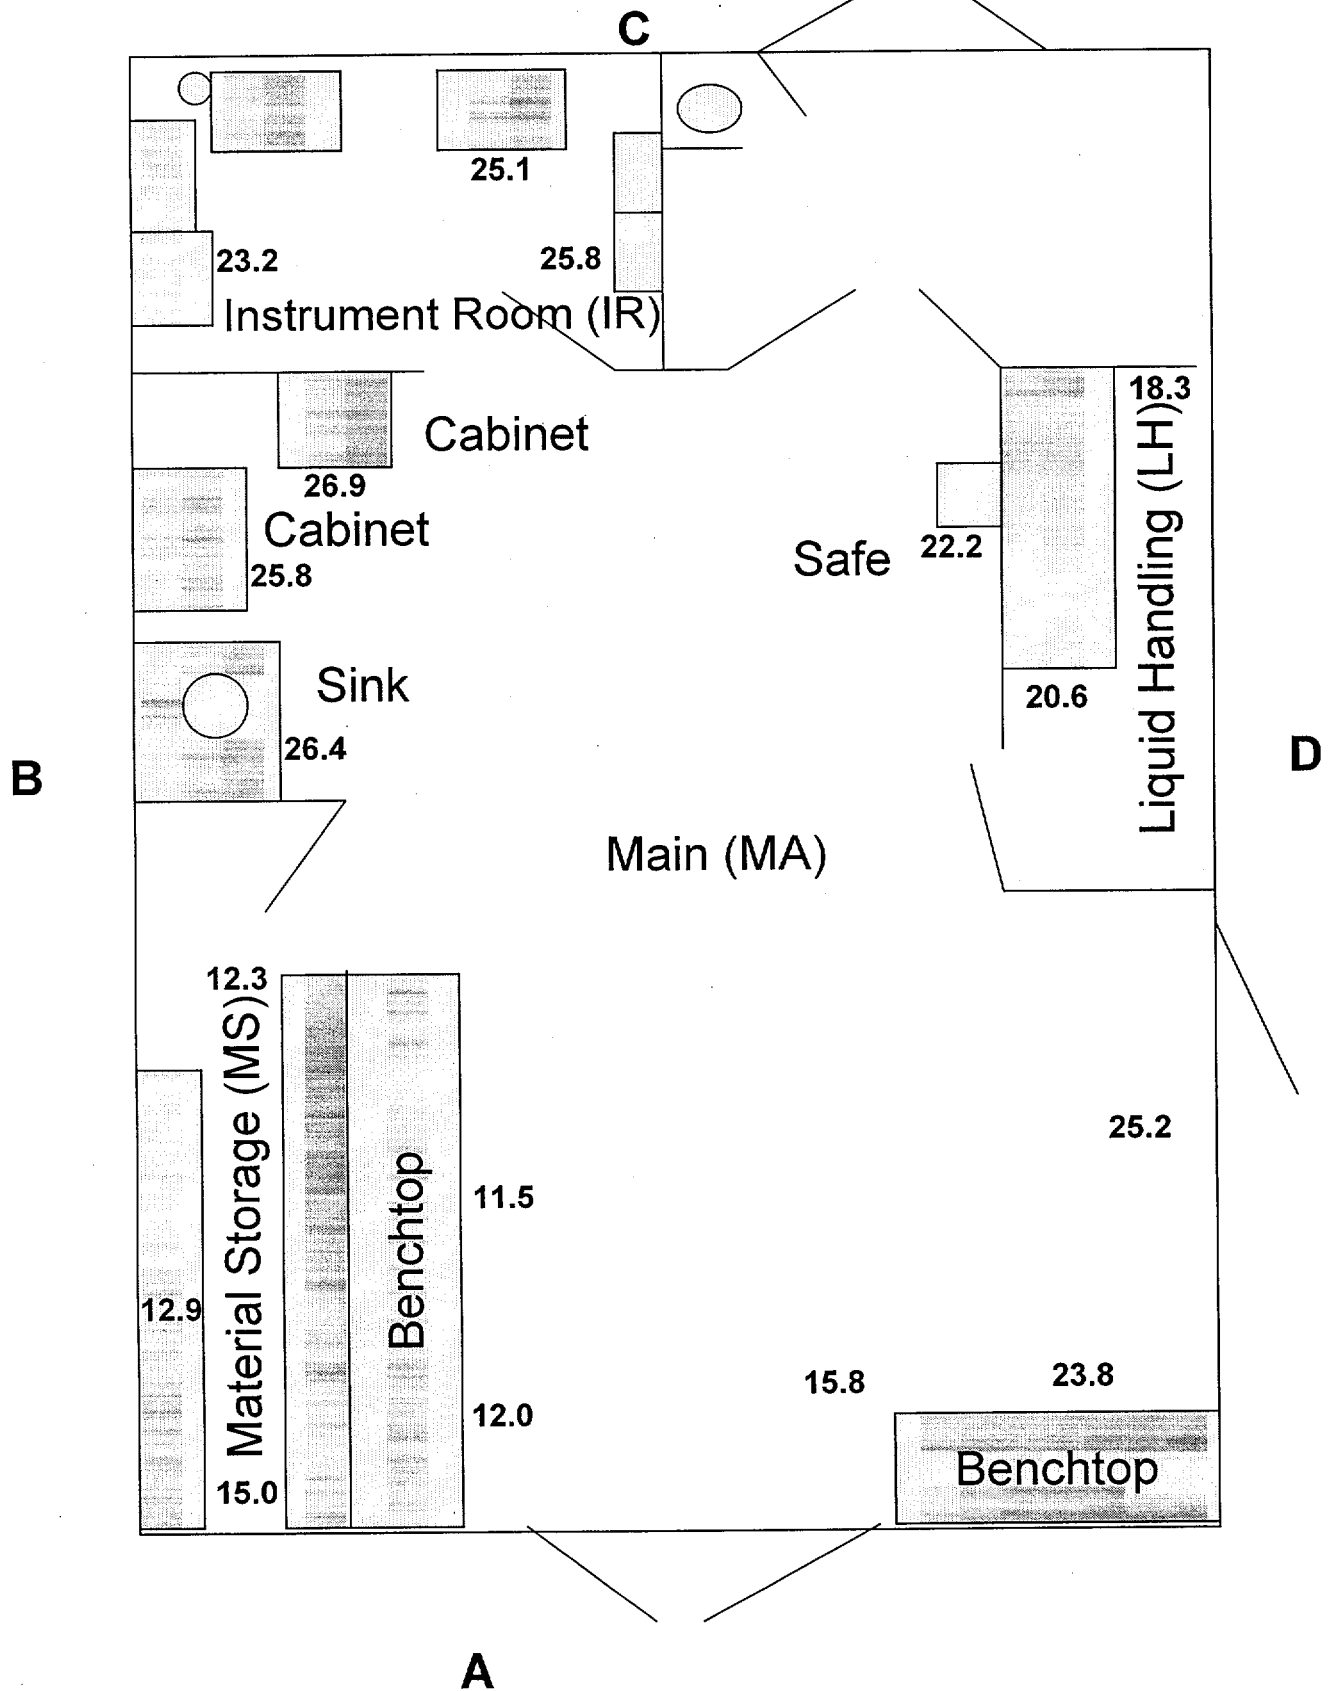 C
25.1
23.2
25.8
Instrument Room (IR)
18.3
Cabinet
26.9
Cabinet
25.8
Safe
22.2
Liquid Handling (LH)
Sink
20.6
26.4
B
D
Main (MA)
12.3
Material Storage (MS)
25.2
Benchtop
11.5
12.9
15.8
23.8
12.0
Benchtop
15.0
A